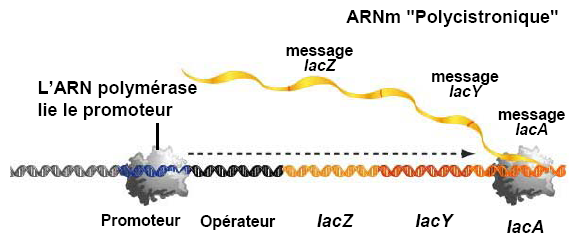 ARNm "Polycistronique"
message
lacZ
message
lacY
message
lacA
L'ARN polymérase
lie le promoteur
Promoteur
Opérateur
lacZ
lacY
lacA